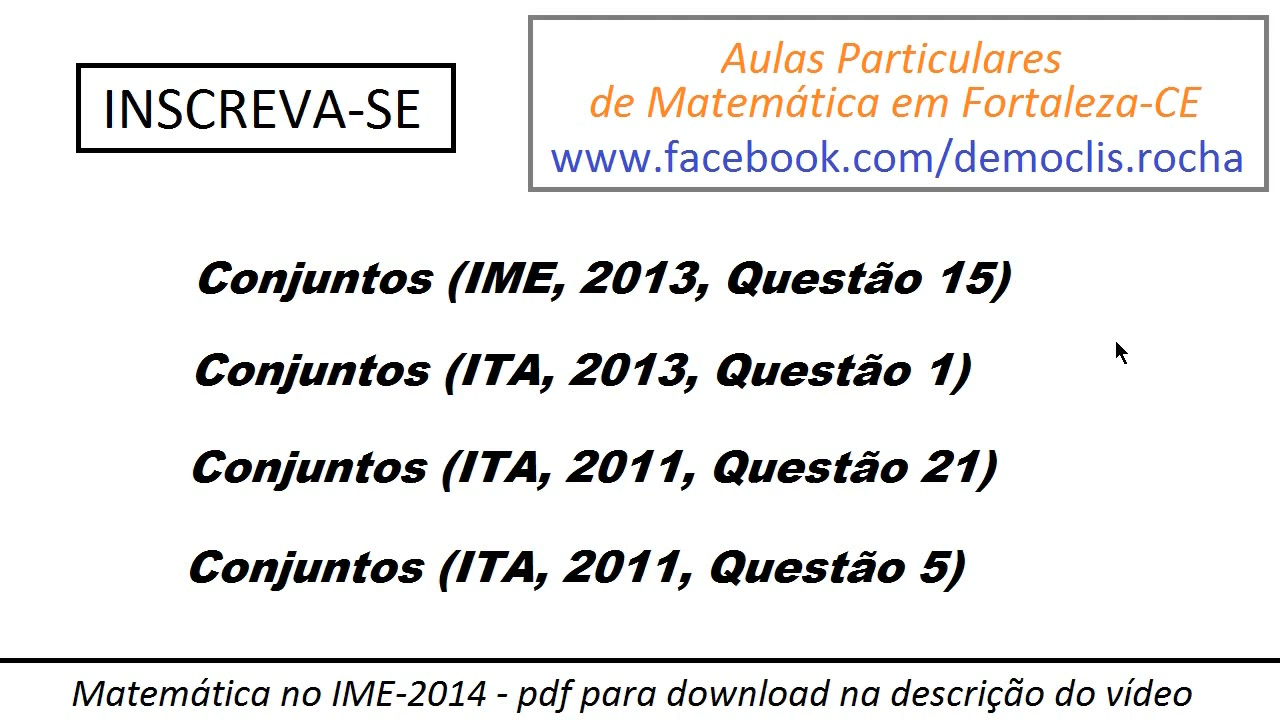 INSCREVA-SE
Aulas Particulares
de Matemática em Fortaleza-CE
www.facebook.com/democlis.rocha
Conjuntos (IME, 2013, Questão 15)
Conjuntos (ITA, 2013, Questão 1)
Conjuntos (ITA, 2011, Questão 21)
Conjuntos (ITA, 2011, Questão 5)
Matemática no IME-2014 - pdf para download na descrição do vídeo